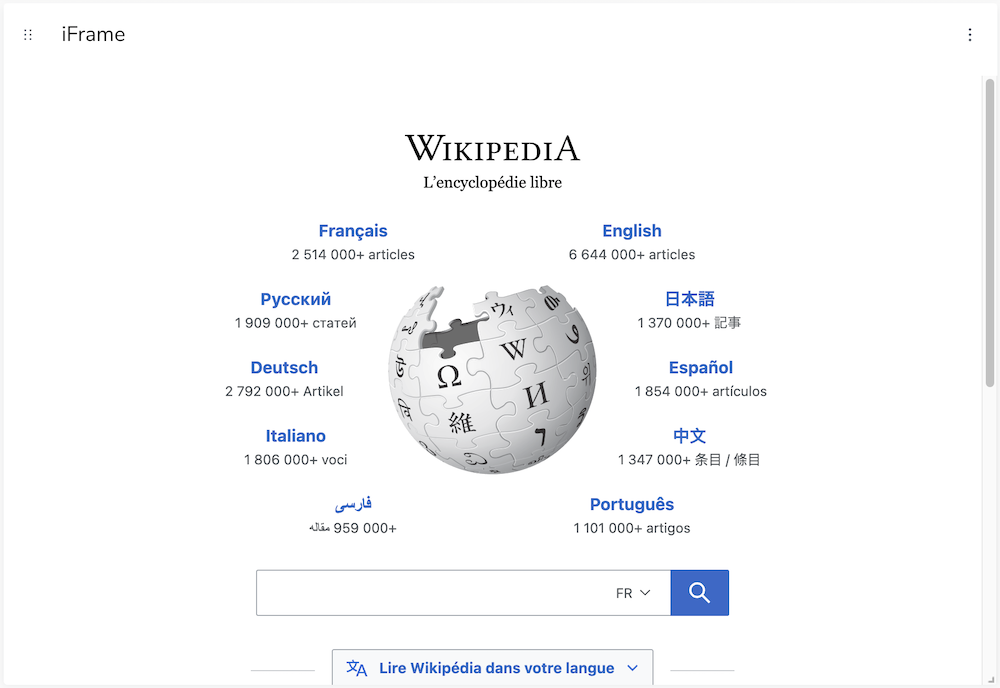 iFrame
WIKIPEDIA
L’encyclopédie libre
Français
2 514 000+ articles
English
6 644 000+ articles
Русский
1 909 000+ статей
日本語
1 370 000+ 記事
Deutsch
2 792 000+ Artikel
Español
1 854 000+ artículos
Italiano
1 806 000+ voci
中文
1 347 000+ 条目 / 條目
فارسی
959 000+ مقاله
Português
1 101 000+ artigos
Ω
W
И
維
ウィ
FR
Lire Wikipédia dans votre langue